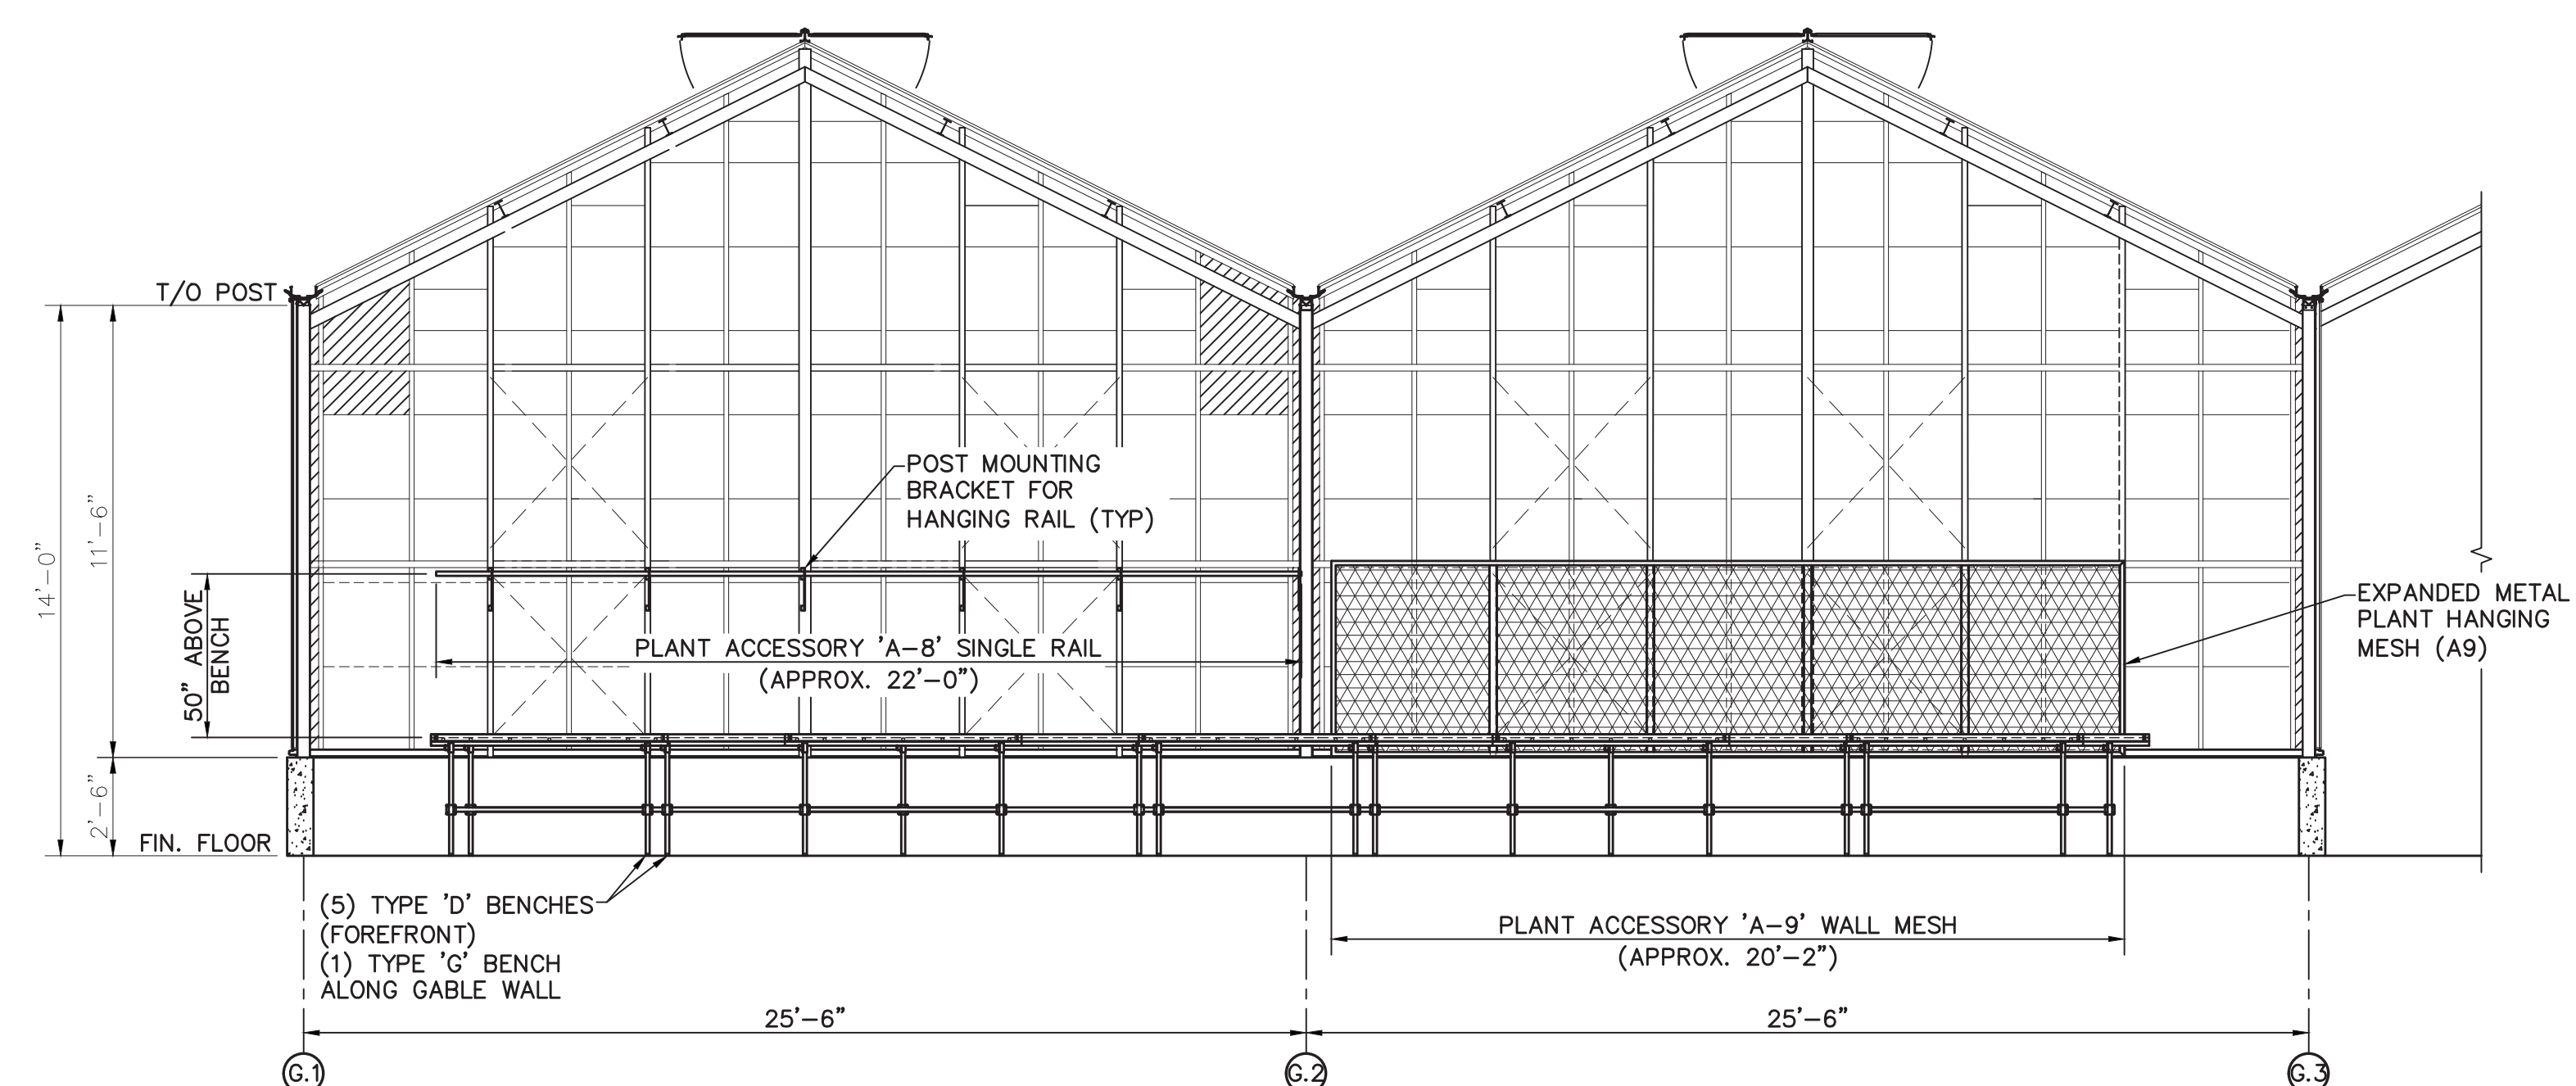 T/O POST
14'-0"
11'-6"
50" ABOVE
BENCH
2'-6"
FIN. FLOOR
POST MOUNTING
BRACKET FOR
HANGING RAIL (TYP)
PLANT ACCESSORY 'A-8' SINGLE RAIL
(APPROX. 22'-0")
EXPANDED METAL
PLANT HANGING
MESH (A9)
(5) TYPE 'D' BENCHES
(FOREFRONT)
(1) TYPE 'G' BENCH
ALONG GABLE WALL
PLANT ACCESSORY 'A-9' WALL MESH
(APPROX. 20'-2")
25'-6"
25'-6"
G.1
G.2
G.3